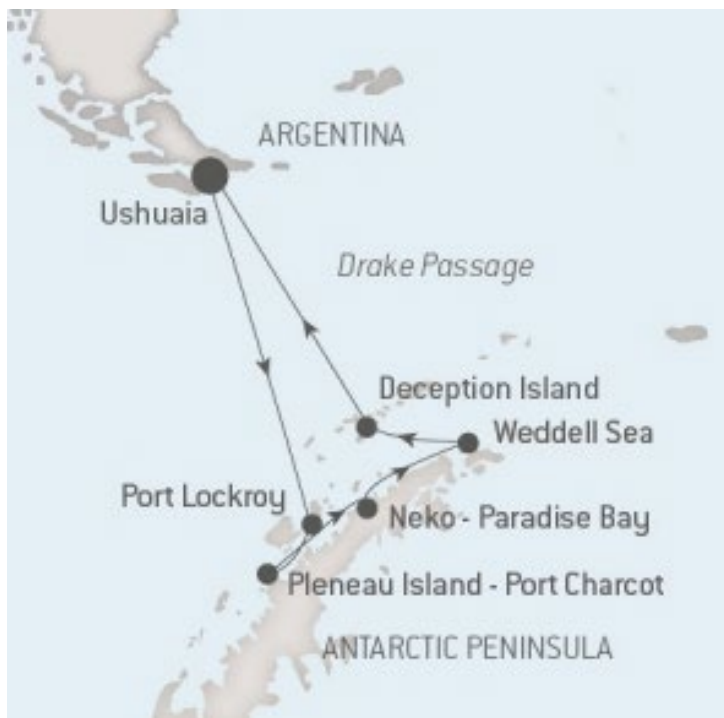 ARGENTINA
Ushuaia
Drake Passage
Deception Island
Weddell Sea
Port Lockroy
Neko - Paradise Bay
Pleneau Island - Port Charcot
ANTARCTIC PENINSULA